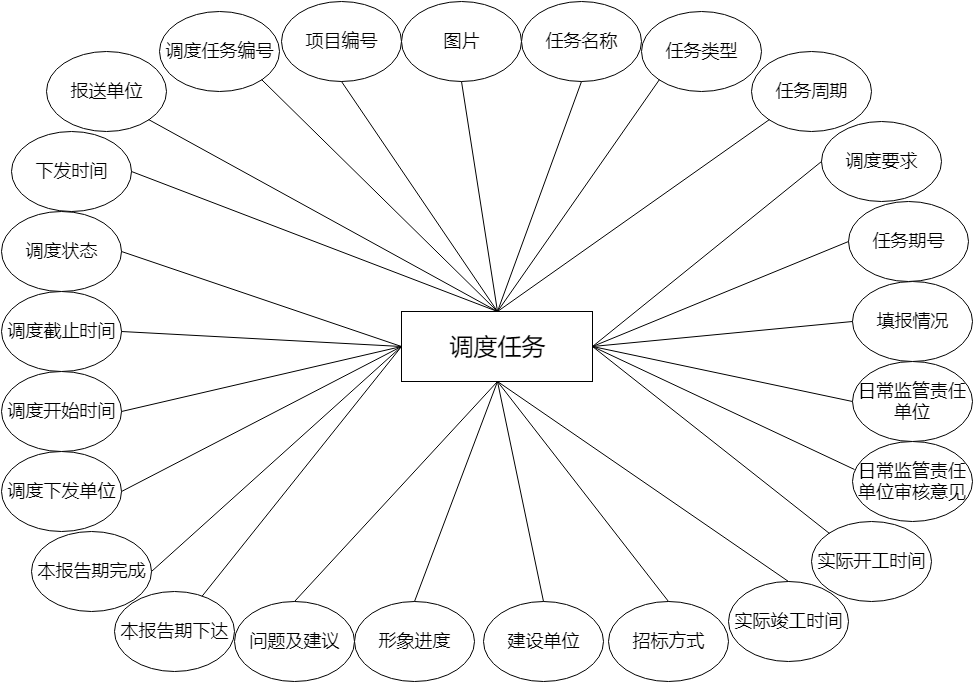 项目编号
图片
任务名称
调度任务编号
任务类型
报送单位
任务周期
下发时间
调度要求
调度状态
任务期号
调度截止时间
填报情况
调度任务
调度开始时间
日常监管责任
单位
调度下发单位
日常监管责任
单位审核意见
本报告期完成
实际开工时间
本报告期下达
实际竣工时间
问题及建议
形象进度
建设单位
招标方式